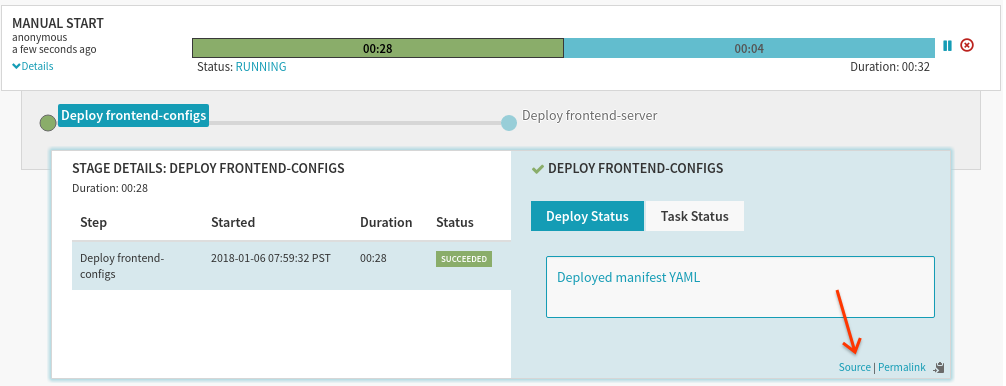 MANUAL START
anonymous
a few seconds ago
Details
00:28
00:04
Status: RUNNING
Duration: 00:32
Deploy frontend-configs
Deploy frontend-server
STAGE DETAILS: DEPLOY FRONTEND-CONFIGS
Duration: 00:28
Step Started Duration Status
Deploy frontend-configs
2018-01-06 07:59:32 PST 00:28 SUCCEEDED
DEPLOY FRONTEND-CONFIGS
Deploy Status Task Status
Deployed manifest YAML
Source | Permalink